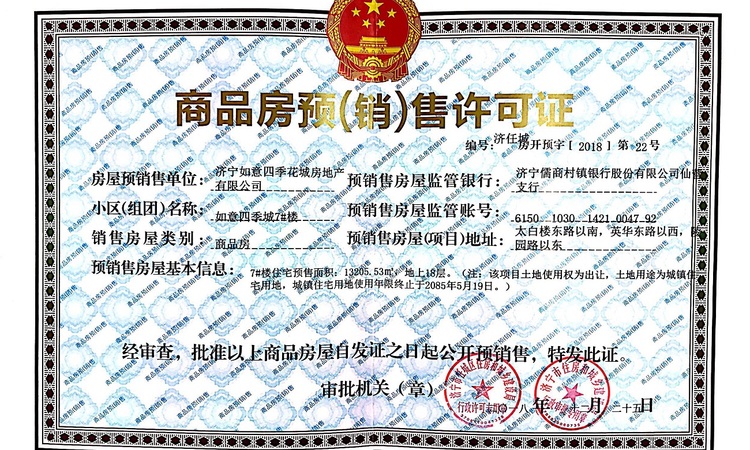 商品房预(销)售许可证
编号:济任城房开预字[2018]第22号
房屋预销售单位:济宁如意四季花城房地产
有限公司
预销售房屋监管银行:济宁儒商村镇银行股份有限公司仙营
支行
小区(组团)名称:如意四季城7#楼
预销售房屋监管账号:6150 1030 1421 0047 92
销售房屋类别:商品房
预销售房屋(项目)地址:太白楼东路以南,英华东路以西,
园路以东
预销售房屋基本信息:7#楼住宅预售面积:13205.53㎡,地上18层。(注:该项目土地使用权为出让,土地用途为城镇住
宅用地,城镇住宅用地使用年限终止于2085年5月19日。)
经审查,批准以上商品房屋自发证之日起公开预销售,特发此证。
审批机关(章)
一八年 月二十五日